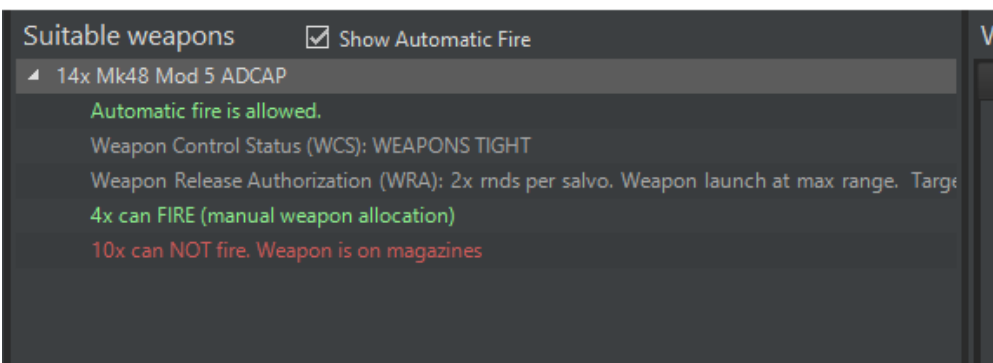 Suitable weapons Show Automatic Fire
14x Mk48 Mod 5 ADCAP
Automatic fire is allowed.
Weapon Control Status (WCS): WEAPONS TIGHT
Weapon Release Authorization (WRA): 2x rnds per salvo. Weapon launch at max range. Targe
4x can FIRE (manual weapon allocation)
10x can NOT fire. Weapon is on magazines